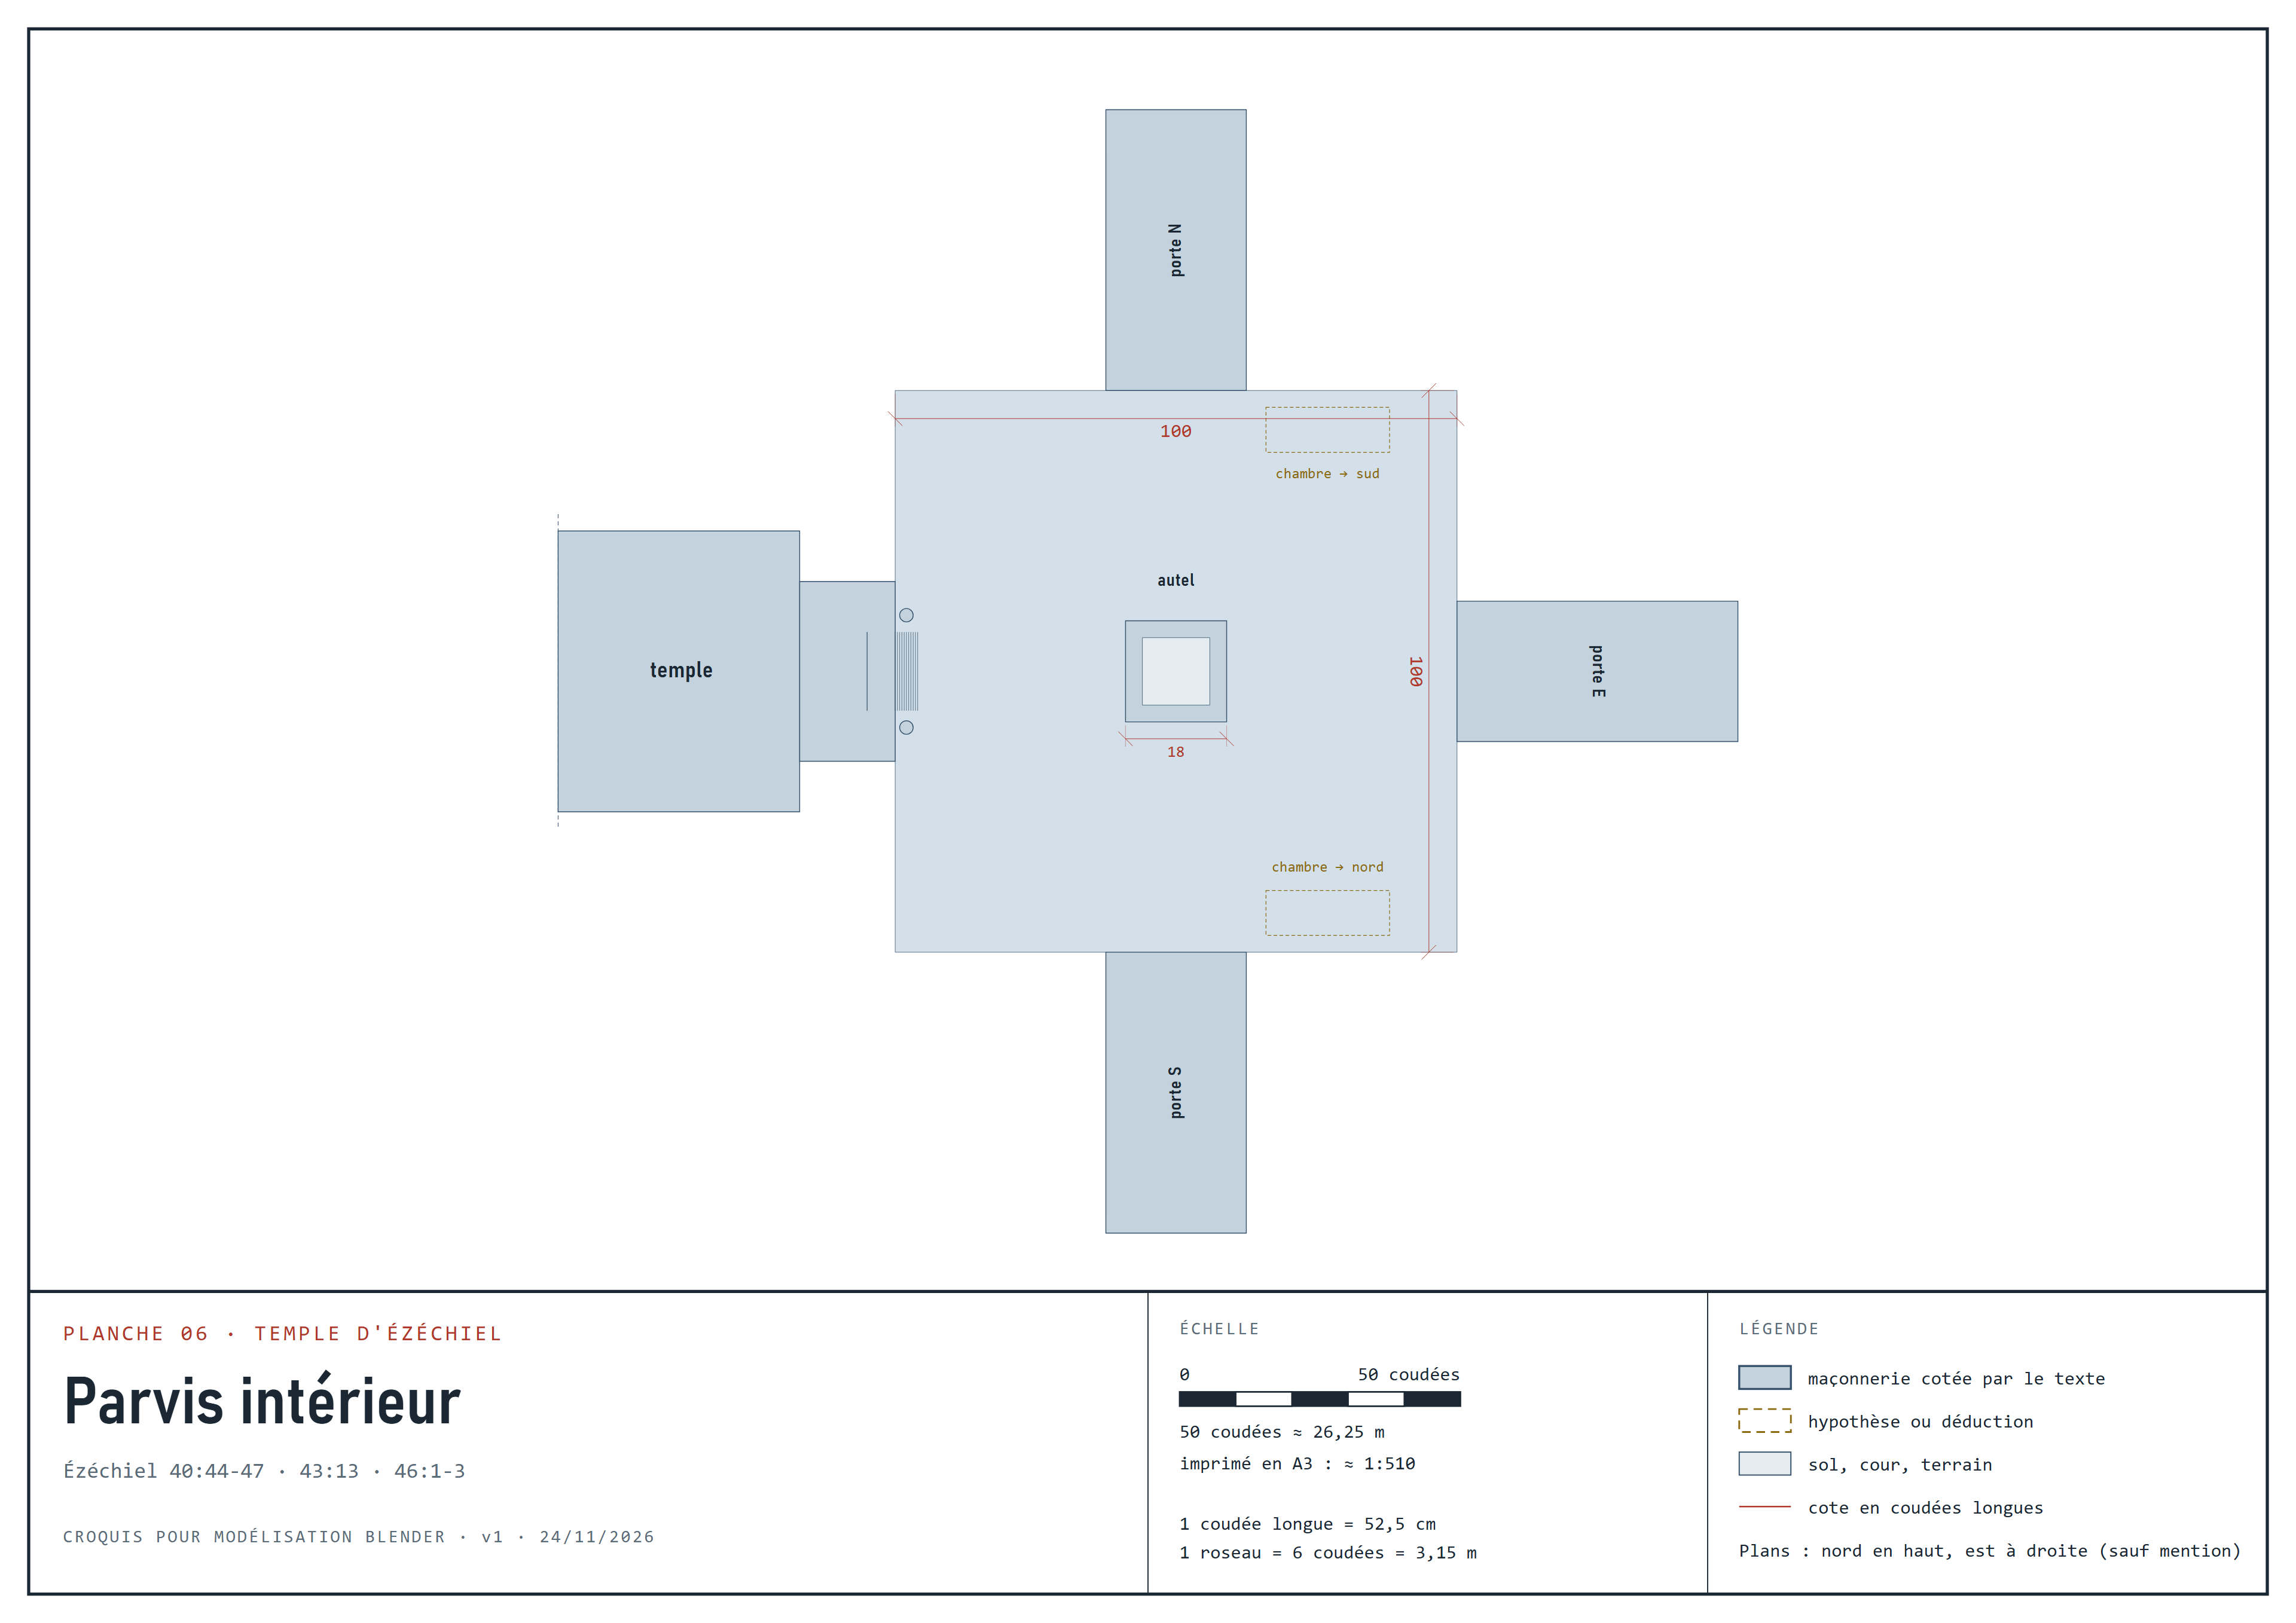 porte N
100
chambre → sud
autel
temple
100
porte E
18
chambre → nord
porte S
PLANCHE 06 · TEMPLE D'ÉZÉCHIEL
Parvis intérieur
Ézéchiel 40:44-47 · 43:13 · 46:1-3
CROQUIS POUR MODÉLISATION BLENDER · v1 · 24/11/2026
ÉCHELLE
0 50 coudées
50 coudées ≈ 26,25 m
imprimé en A3 : ≈ 1:510
1 coudée longue = 52,5 cm
1 roseau = 6 coudées = 3,15 m
LÉGENDE
maçonnerie cotée par le texte
hypothèse ou déduction
sol, cour, terrain
cote en coudées longues
Plans : nord en haut, est à droite (sauf mention)